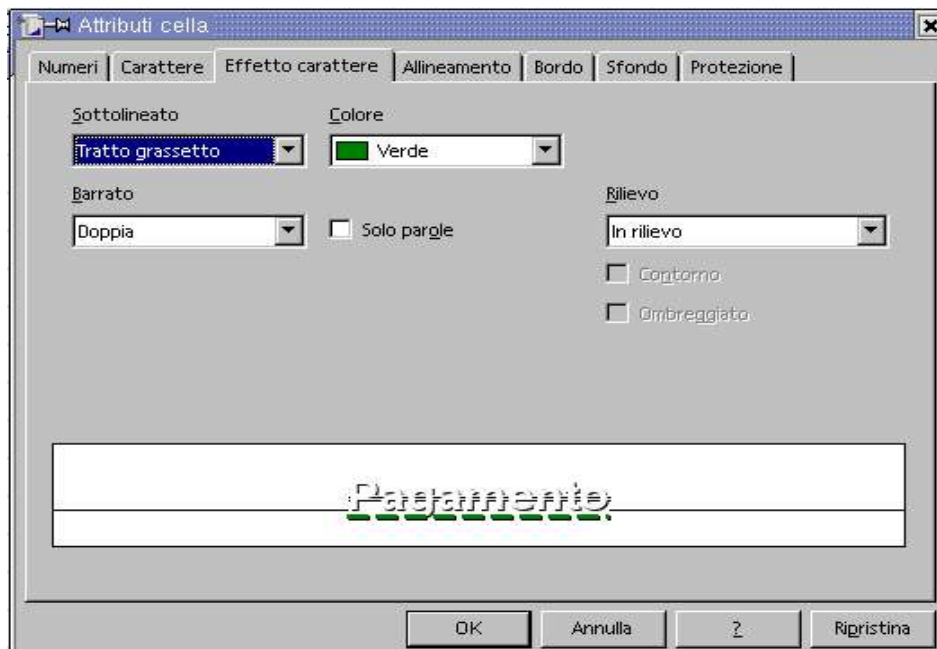 Attributi cella
Numeri Carattere Effetto carattere Allineamento Bordo Sfondo Protezione
Sottolineato Colore
Tratto grassetto Verde
Barrato Rilievo
Doppia Solo parole In rilievo
Contorno
Ombreggiato
Pagamento
OK Annulla ? Ripristina